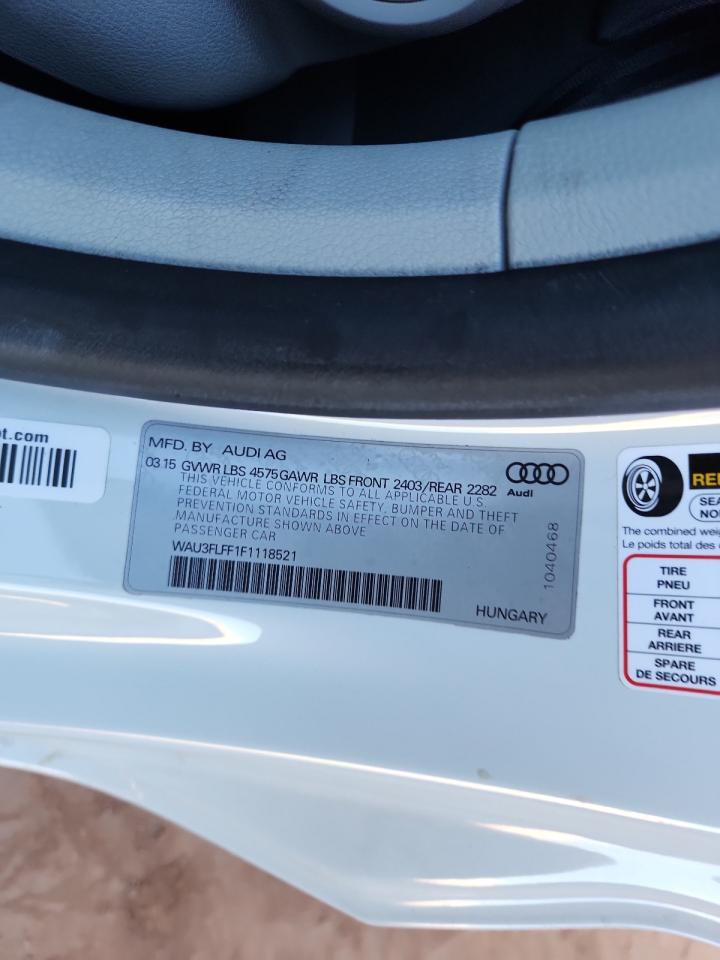 ot.com
MFD. BY AUDI AG
03.15 GVWR LBS 4575 GAWR LBS FRONT 2403/REAR 2282
THIS VEHICLE CONFORMS TO ALL APPLICABLE U.S.
FEDERAL MOTOR VEHICLE SAFETY, BUMPER AND THEFT
PREVENTION STANDARDS IN EFFECT ON THE DATE OF
MANUFACTURE SHOWN ABOVE
PASSENGER CAR
WAU3FLFF1F1118521
HUNGARY
1040468
Audi
The combined
Le poids total des
TIRE
PNEU
FRONT
AVANT
REAR
ARRIERE
SPARE
DE SECOURS